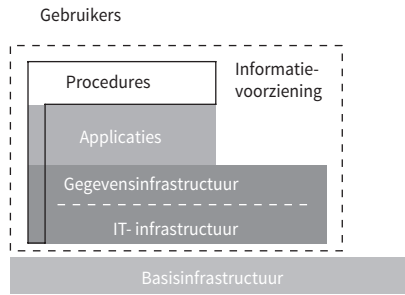 Gebruikers
Procedures
Informatie-
voorziening
Applicaties
Gegevensinfrastructuur
IT- infrastructuur
Basisinfrastructuur